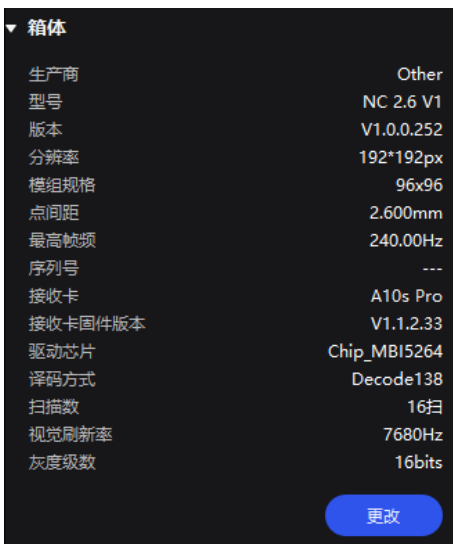 箱体
生产商 Other
型号 NC 2.6 V1
版本 V1.0.0.252
分辨率 192*192px
模组规格 96x96
点间距 2.600mm
最高帧频 240.00Hz
序列号 ---
接收卡 A10s Pro
接收卡固件版本 V1.1.2.33
驱动芯片 Chip_MBI5264
译码方式 Decode138
扫描数 16扫
视觉刷新率 7680Hz
灰度级数 16bits
更改